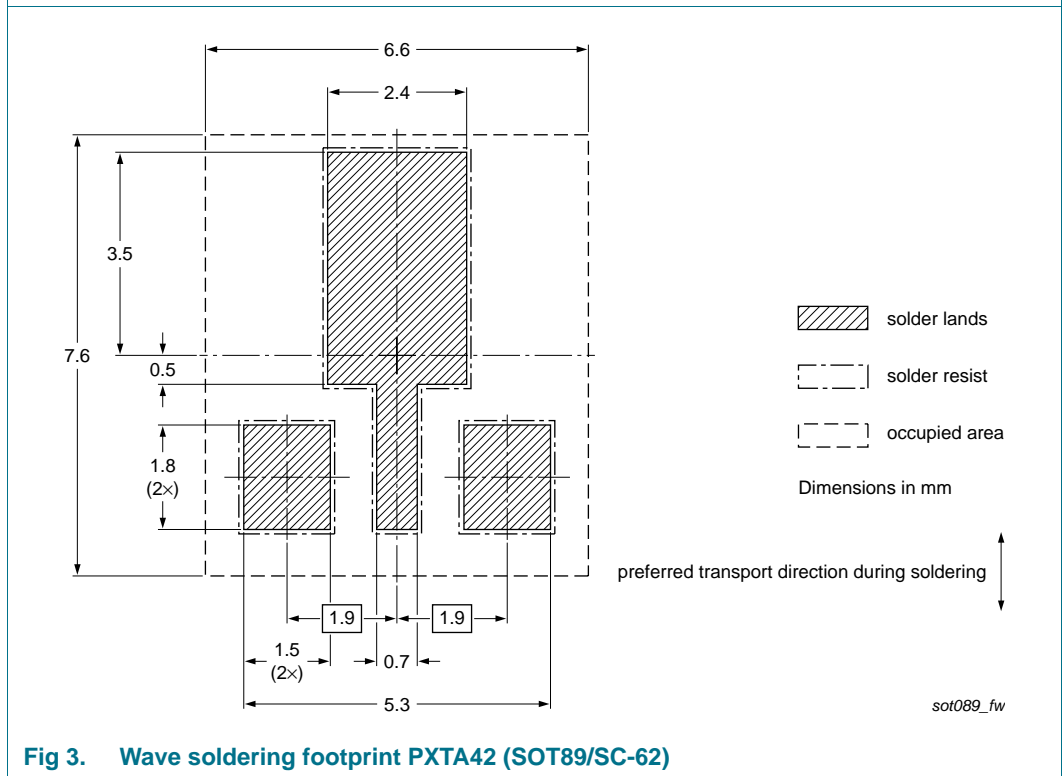 6.6
2.4
3.5
7.6
0.5
solder lands
solder resist
occupied area
1.8
(2×)
Dimensions in mm
preferred transport direction during soldering
1.9
1.9
1.5
(2×)
0.7
5.3
sot089_fw
Fig 3. Wave soldering footprint PXTA42 (SOT89/SC-62)